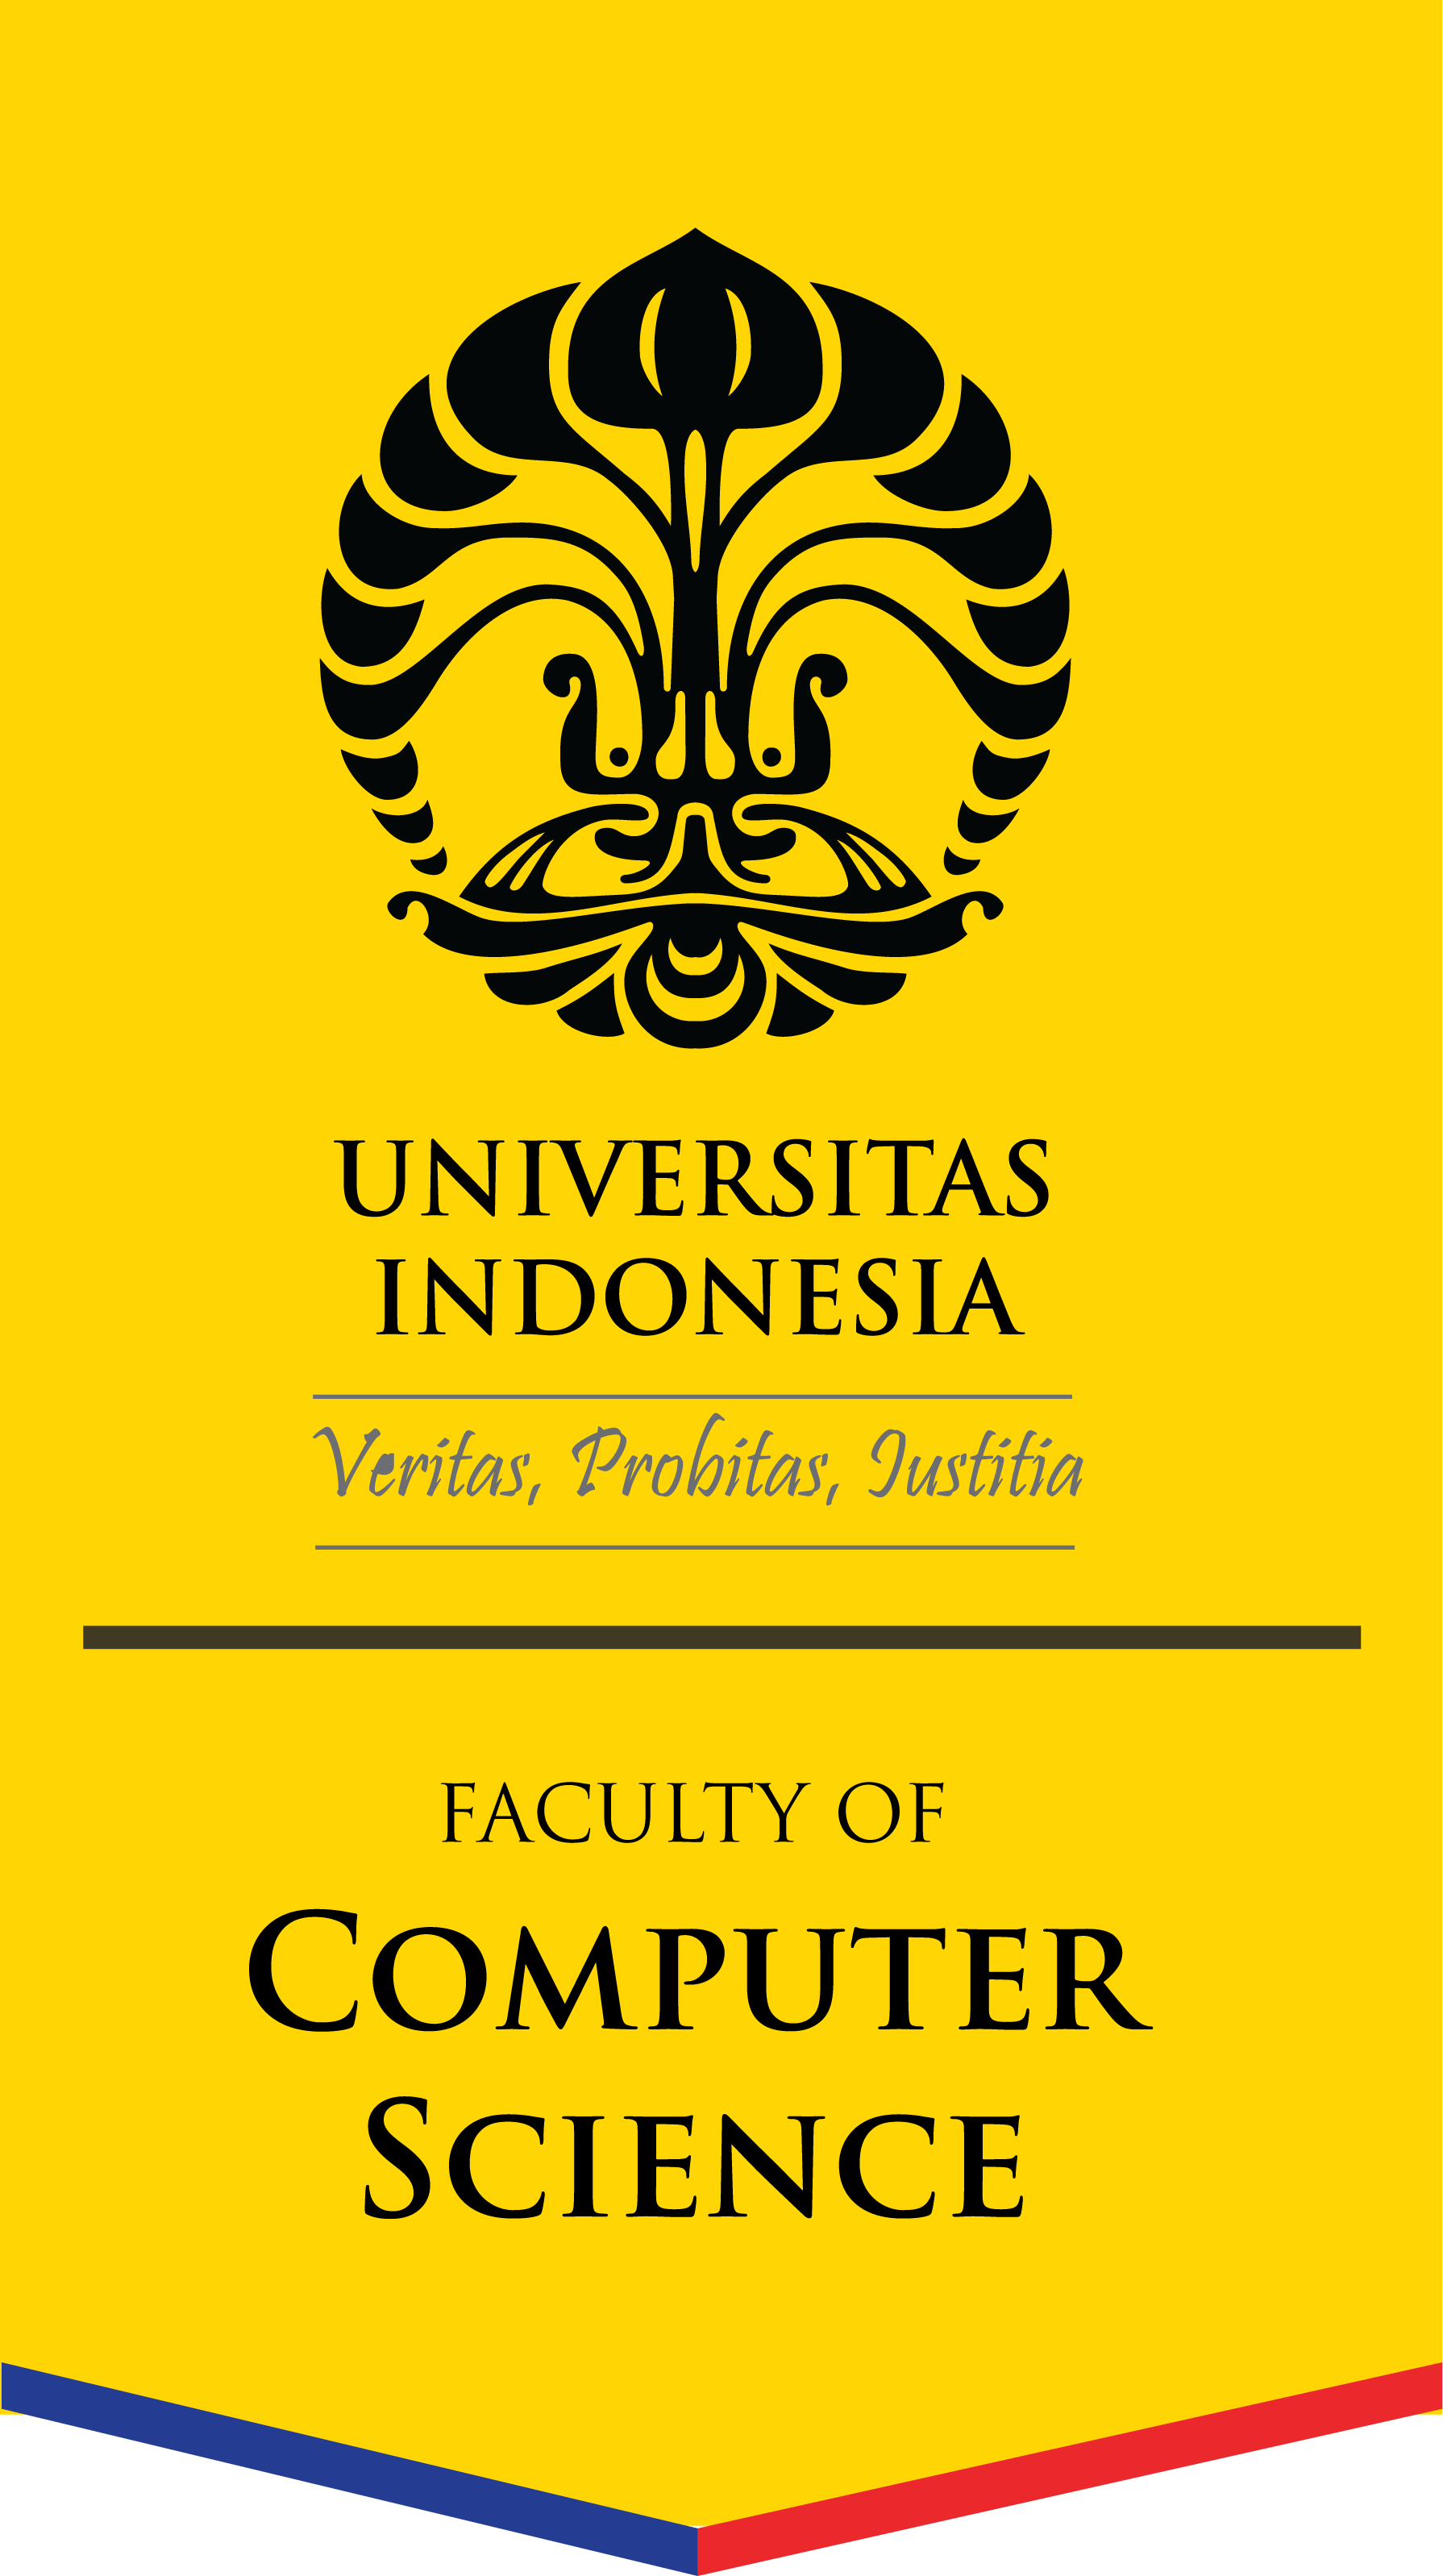 UNIVERSITAS
INDONESIA
Veritas, Probitas, Iustitia
FACULTY OF
COMPUTER
SCIENCE